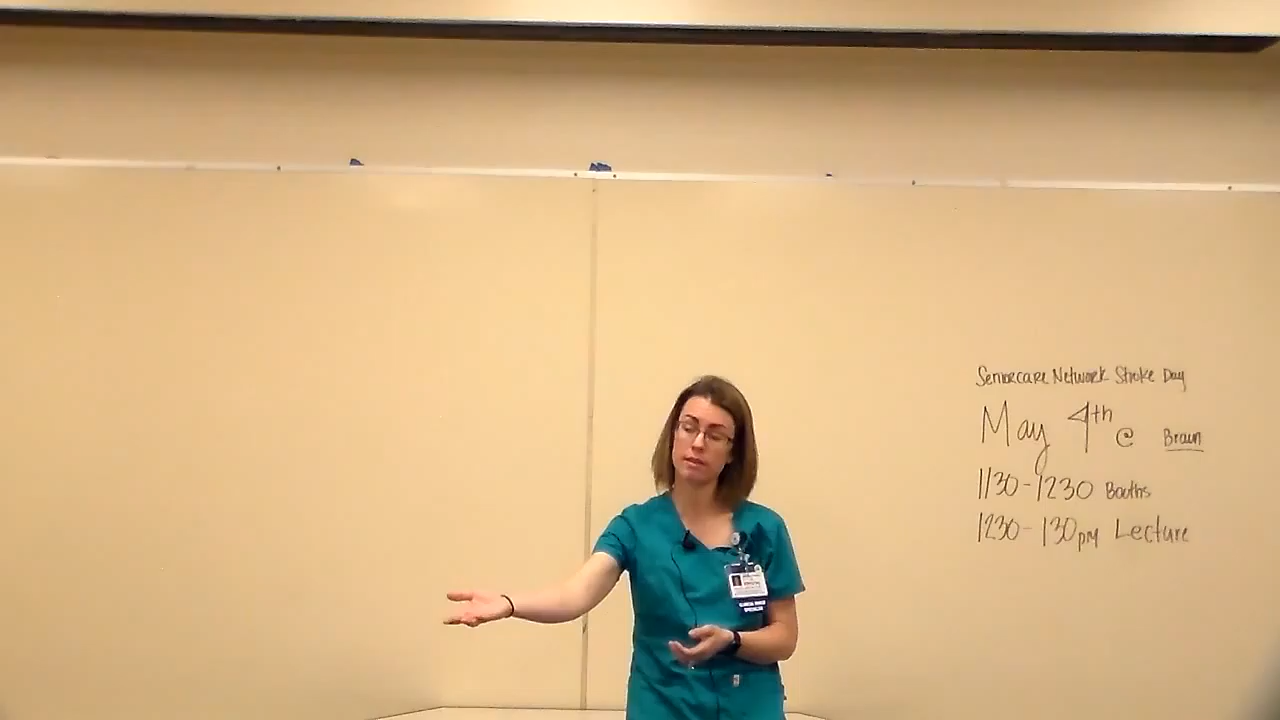 Seniorcare Network Stroke Day
May 4th @ Braun
1130-1230 Booths
1230-130pm Lecture